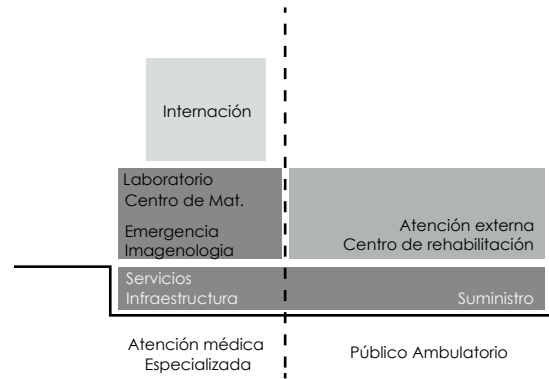 Internación
Laboratorio
Centro de Mat.
Emergencia
Imagenologia
Atención externa
Centro de rehabilitación
Servicios
Infraestructura
Suministro
Atención médica
Especializada
Público Ambulatorio